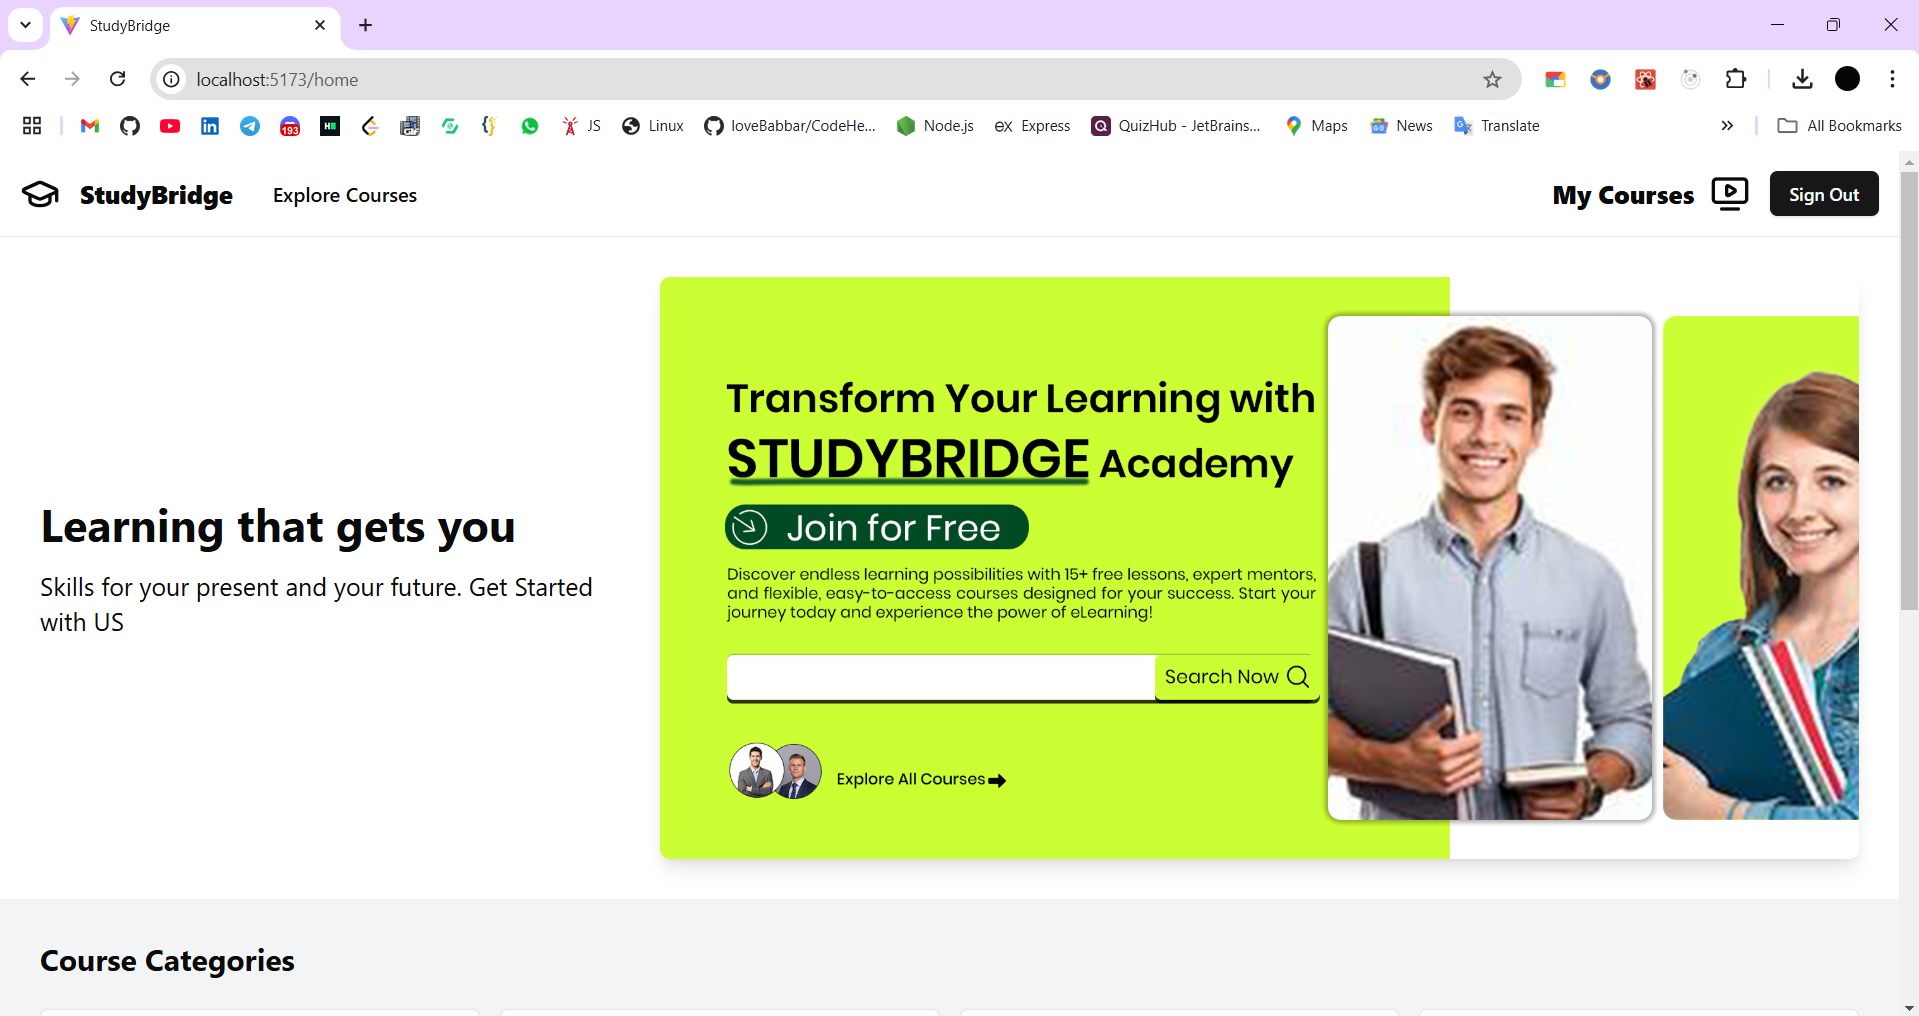 StudyBridge
localhost:5173/home
193
JS
Linux
loveBabbar/CodeHe...
Node.js
ex Express
QuizHub - JetBrains...
Maps
News
Translate
All Bookmarks
StudyBridge
Explore Courses
My Courses
Sign Out
Learning that gets you
Skills for your present and your future. Get Started
with US
Transform Your Learning with
STUDYBRIDGE Academy
Join for Free
Discover endless learning possibilities with 15+ free lessons, expert mentors,
and flexible, easy-to-access courses designed for your success. Start your
journey today and experience the power of eLearning!
Search Now
Explore All Courses
Course Categories